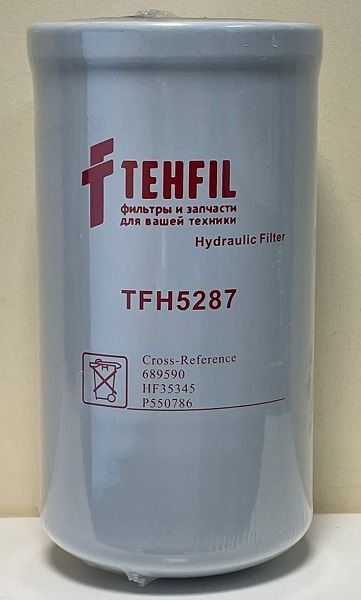 TEHFIL
фильтры и запчасти
для вашей техники
Hydraulic Filter
TFH5287
Cross-Reference
689590
HF35345
P550786